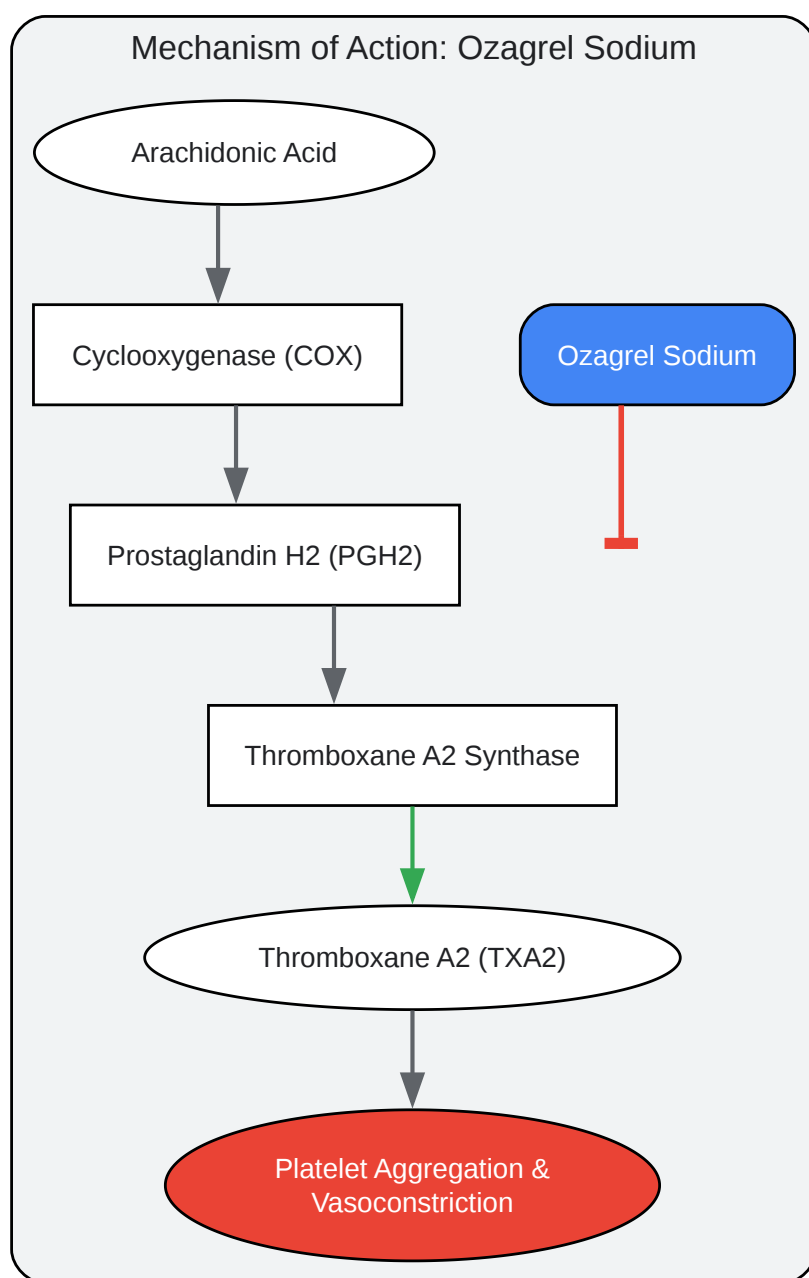 Mechanism of Action: Ozagrel Sodium
Arachidonic Acid
Cyclooxygenase (COX)
Ozagrel Sodium
Prostaglandin H2 (PGH2)
Thromboxane A2 Synthase
Thromboxane A2 (TXA2)
Platelet Aggregation &
Vasoconstriction